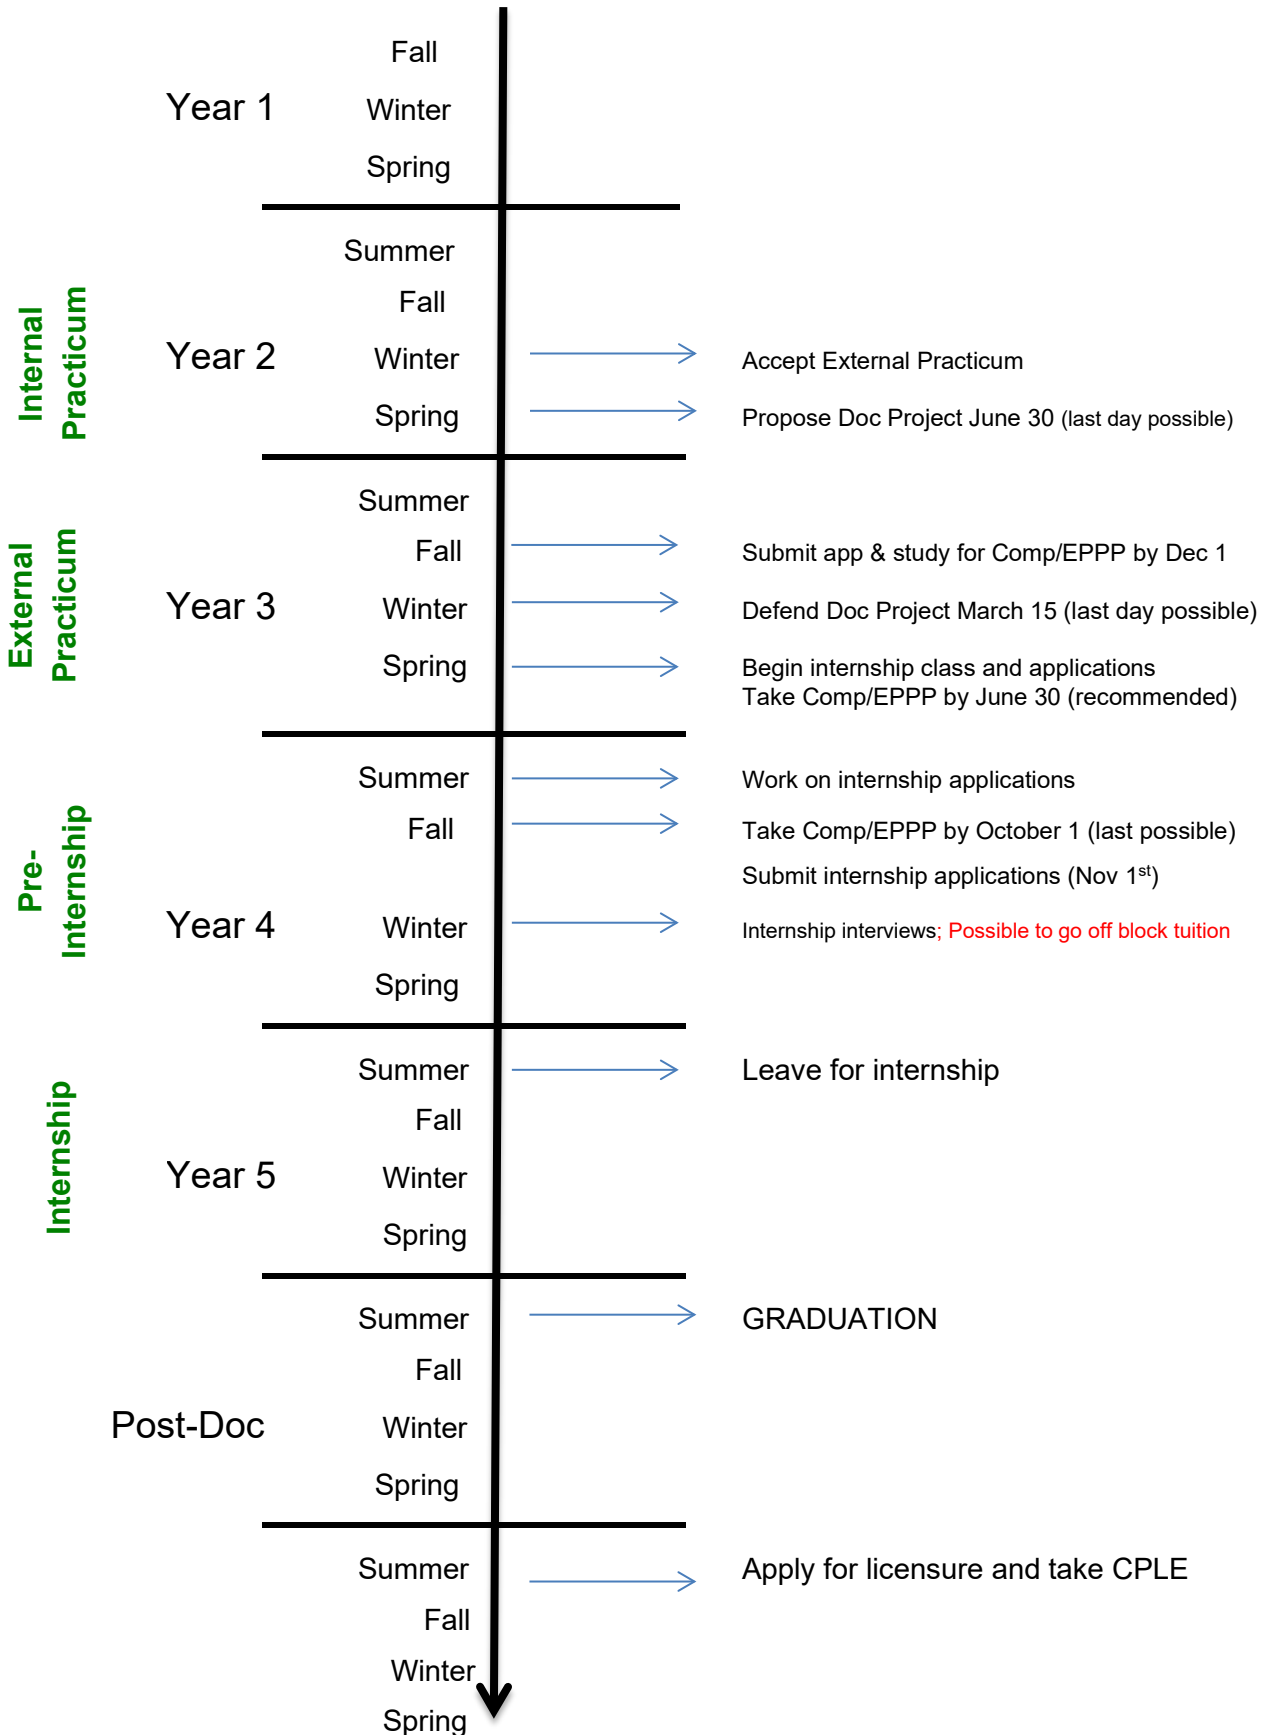 Fall
Year 1
Winter
Spring
Summer
Fall
Internal
Practicum
Year 2
Winter
Accept External Practicum
Spring
Propose Doc Project June 30 (last day possible)
Summer
Fall
Submit app & study for Comp/EPPP by Dec 1
External
Practicum
Year 3
Winter
Defend Doc Project March 15 (last day possible)
Spring
Begin internship class and applications
Take Comp/EPPP by June 30 (recommended)
Summer
Work on internship applications
Fall
Take Comp/EPPP by October 1 (last possible)
Submit internship applications (Nov 1st)
Pre-
Internship
Year 4
Winter
Internship interviews; Possible to go off block tuition
Spring
Summer
Leave for internship
Fall
Internship
Year 5
Winter
Spring
Summer
GRADUATION
Fall
Post-Doc
Winter
Spring
Summer
Apply for licensure and take CPLE
Fall
Winter
Spring